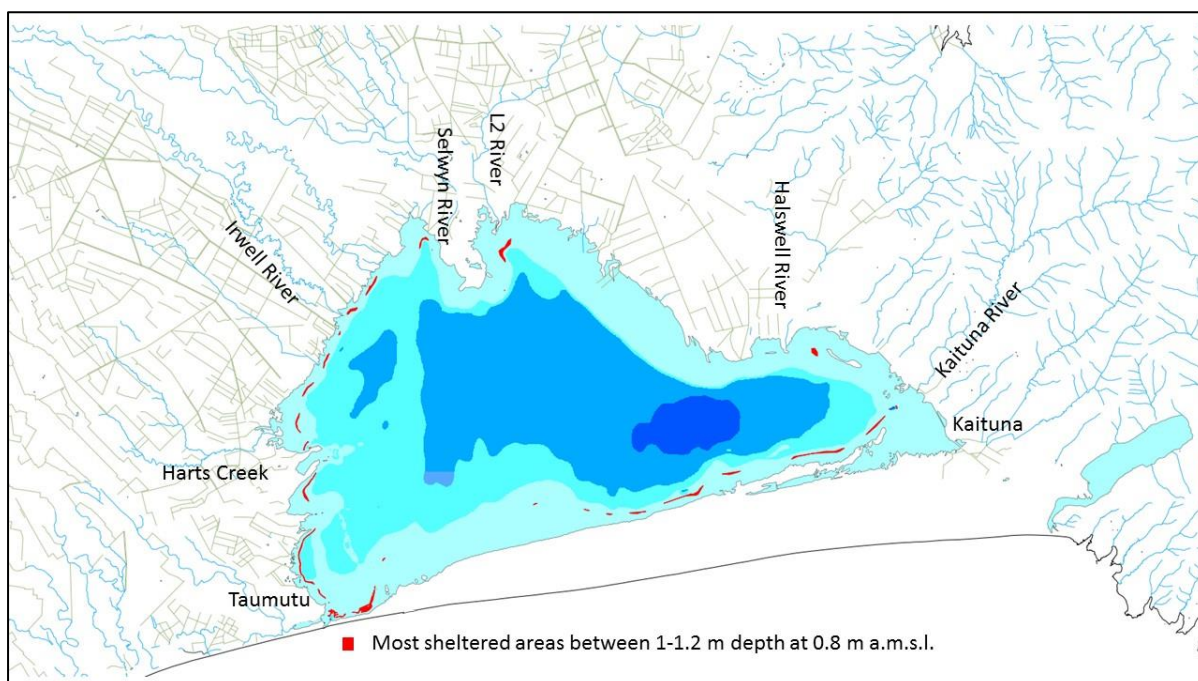 L2 River
Selwyn River
Halswell River
Irwell River
Kaituna River
Kaituna
Harts Creek
Taumutu
Most sheltered areas between 1-1.2 m depth at 0.8 m a.m.s.l.